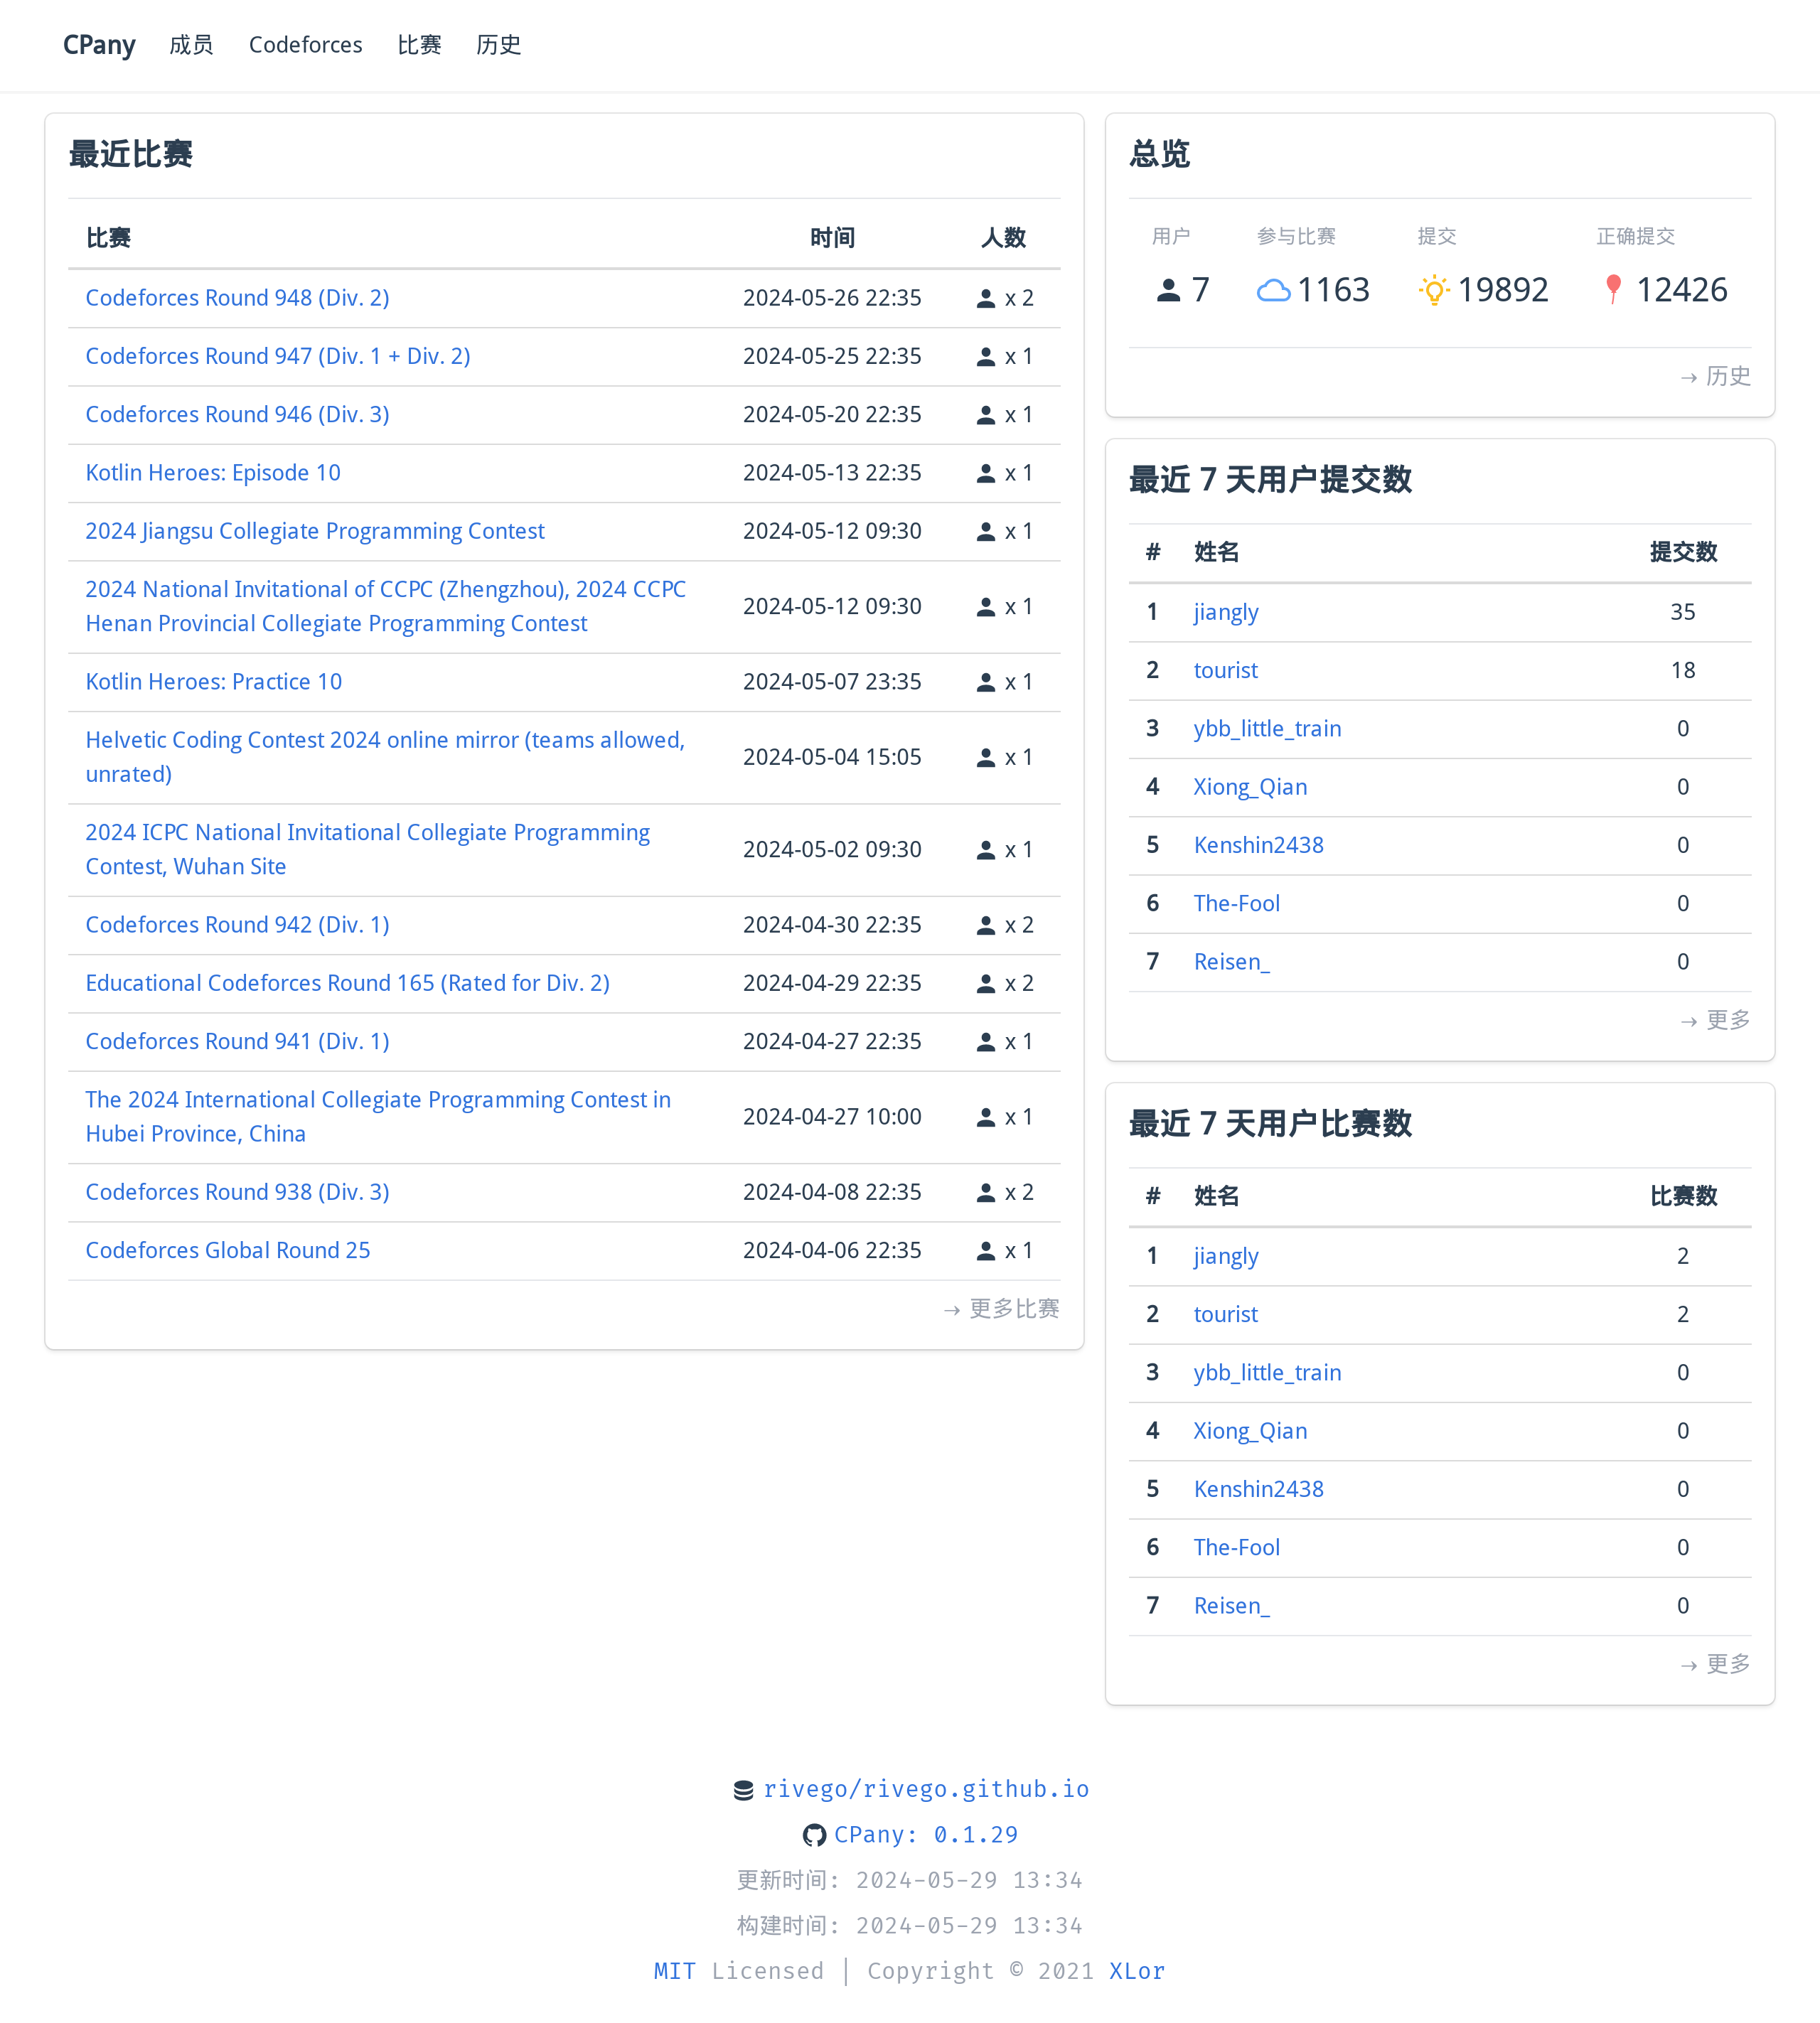 CPany 成员 Codeforces 比赛 历史
最近比赛
比赛 时间 人数
Codeforces Round 948 (Div. 2) 2024-05-26 22:35 x 2
Codeforces Round 947 (Div. 1 + Div. 2) 2024-05-25 22:35 x 1
Codeforces Round 946 (Div. 3) 2024-05-20 22:35 x 1
Kotlin Heroes: Episode 10 2024-05-13 22:35 x 1
2024 Jiangsu Collegiate Programming Contest 2024-05-12 09:30 x 1
2024 National Invitational of CCPC (Zhengzhou), 2024 CCPC
Henan Provincial Collegiate Programming Contest 2024-05-12 09:30 x 1
Kotlin Heroes: Practice 10 2024-05-07 23:35 x 1
Helvetic Coding Contest 2024 online mirror (teams allowed,
unrated) 2024-05-04 15:05 x 1
2024 ICPC National Invitational Collegiate Programming
Contest, Wuhan Site 2024-05-02 09:30 x 1
Codeforces Round 942 (Div. 1) 2024-04-30 22:35 x 2
Educational Codeforces Round 165 (Rated for Div. 2) 2024-04-29 22:35 x 2
Codeforces Round 941 (Div. 1) 2024-04-27 22:35 x 1
The 2024 International Collegiate Programming Contest in
Hubei Province, China 2024-04-27 10:00 x 1
Codeforces Round 938 (Div. 3) 2024-04-08 22:35 x 2
Codeforces Global Round 25 2024-04-06 22:35 x 1
→ 更多比赛
总览
用户 参与比赛 提交 正确提交
7 1163 19892 12426
→ 历史
最近 7 天用户提交数
# 姓名 提交数
1 jiangly 35
2 tourist 18
3 ybb_little_train 0
4 Xiong_Qian 0
5 Kenshin2438 0
6 The-Fool 0
7 Reisen_ 0
→ 更多
最近 7 天用户比赛数
# 姓名 比赛数
1 jiangly 2
2 tourist 2
3 ybb_little_train 0
4 Xiong_Qian 0
5 Kenshin2438 0
6 The-Fool 0
7 Reisen_ 0
→ 更多
rivego/rivego.github.io
CPany: 0.1.29
更新时间: 2024-05-29 13:34
构建时间: 2024-05-29 13:34
MIT Licensed | Copyright © 2021 XLor